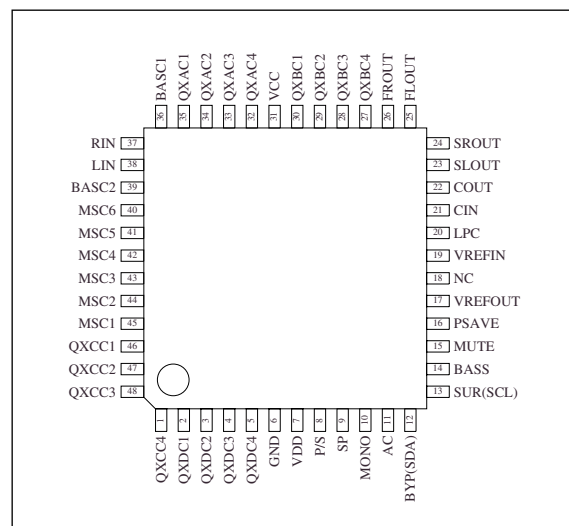 BASC1 QXAC1 QXAC2 QXAC3 QXAC4 VCC QXBC1 QXBC2 QXBC3 QXBC4 FROUT FLOUT
36 35 34 33 32 31 30 29 28 27 26 25
RIN 37 24 SROUT
LIN 38 23 SLOUT
BASC2 39 22 COUT
MSC6 40 21 CIN
MSC5 41 20 LPC
MSC4 42 19 VREFIN
MSC3 43 18 NC
MSC2 44 17 VREFOUT
MSC1 45 16 PSAVE
QXCC1 46 15 MUTE
QXCC2 47 14 BASS
QXCC3 48 13 SUR(SCL)
1 2 3 4 5 6 7 8 9 10 11 12
QXCC4 QXDC1 QXDC2 QXDC3 QXDC4 GND VDD P/S SP MONO AC BYP(SDA)